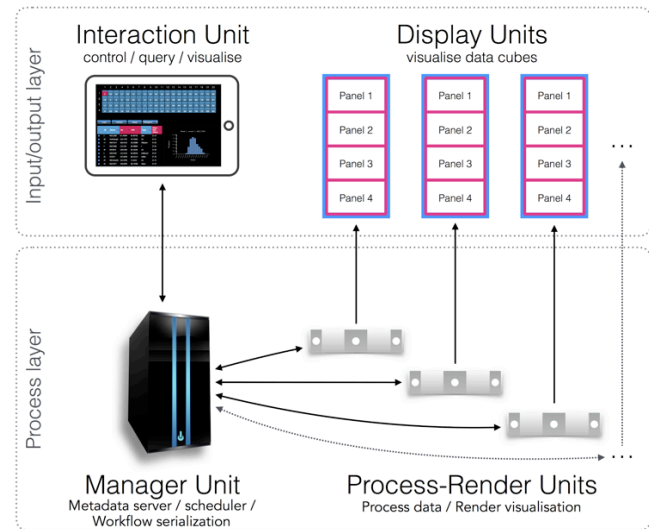 Input/output layer
Interaction Unit
control / query / visualise
Display Units
visualise data cubes
Panel 1
Panel 2
Panel 3
Panel 4
Panel 1
Panel 2
Panel 3
Panel 4
Panel 1
Panel 2
Panel 3
Panel 4
...
Process layer
Manager Unit
Metadata server / scheduler /
Workflow serialization
Process-Render Units
Process data / Render visualisation
...